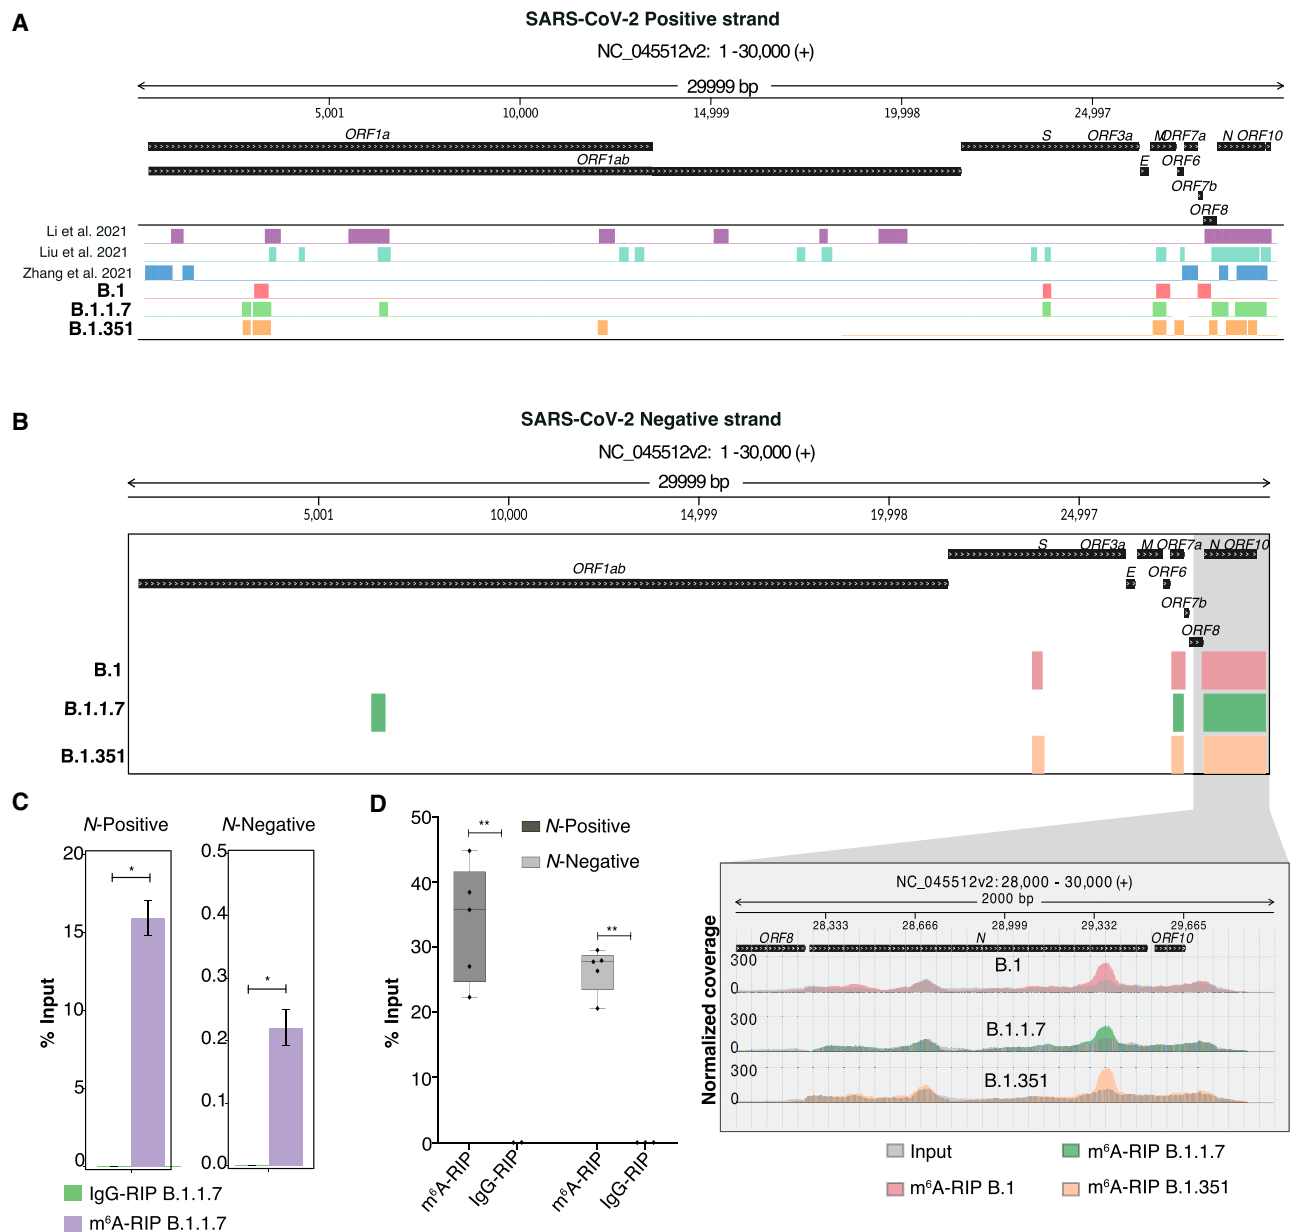 A
SARS-CoV-2 Positive strand
NC_045512v2: 1 -30,000 (+)
29999 bp
5,001 10,000 14,999 19,998 24,997
ORF1a S ORF3a M ORF7a N ORF10
ORF1ab E ORF6
ORF7b
ORF8
Li et al. 2021
Liu et al. 2021
Zhang et al. 2021
B.1
B.1.1.7
B.1.351
B
SARS-CoV-2 Negative strand
NC_045512v2: 1 -30,000 (+)
29999 bp
5,001 10,000 14,999 19,998 24,997
S ORF3a M ORF7a N ORF10
ORF1ab E ORF6
ORF7b
ORF8
B.1
B.1.1.7
B.1.351
C
N-Positive N-Negative
% Input
20
15
10
5
0
*
0.5
0.4
0.3
0.2
0.1
0.0
*
IgG-RIP B.1.1.7
m⁶A-RIP B.1.1.7
D
% Input
50
40
30
20
10
0
**
**
N-Positive
N-Negative
m⁶A-RIP IgG-RIP m⁶A-RIP IgG-RIP
NC_045512v2: 28,000 - 30,000 (+)
2000 bp
28,333 28,666 28,999 29,332 29,665
ORF8 N ORF10
Normalized coverage
300
0
B.1
300
0
B.1.1.7
300
0
B.1.351
Input
m⁶A-RIP B.1
m⁶A-RIP B.1.1.7
m⁶A-RIP B.1.351